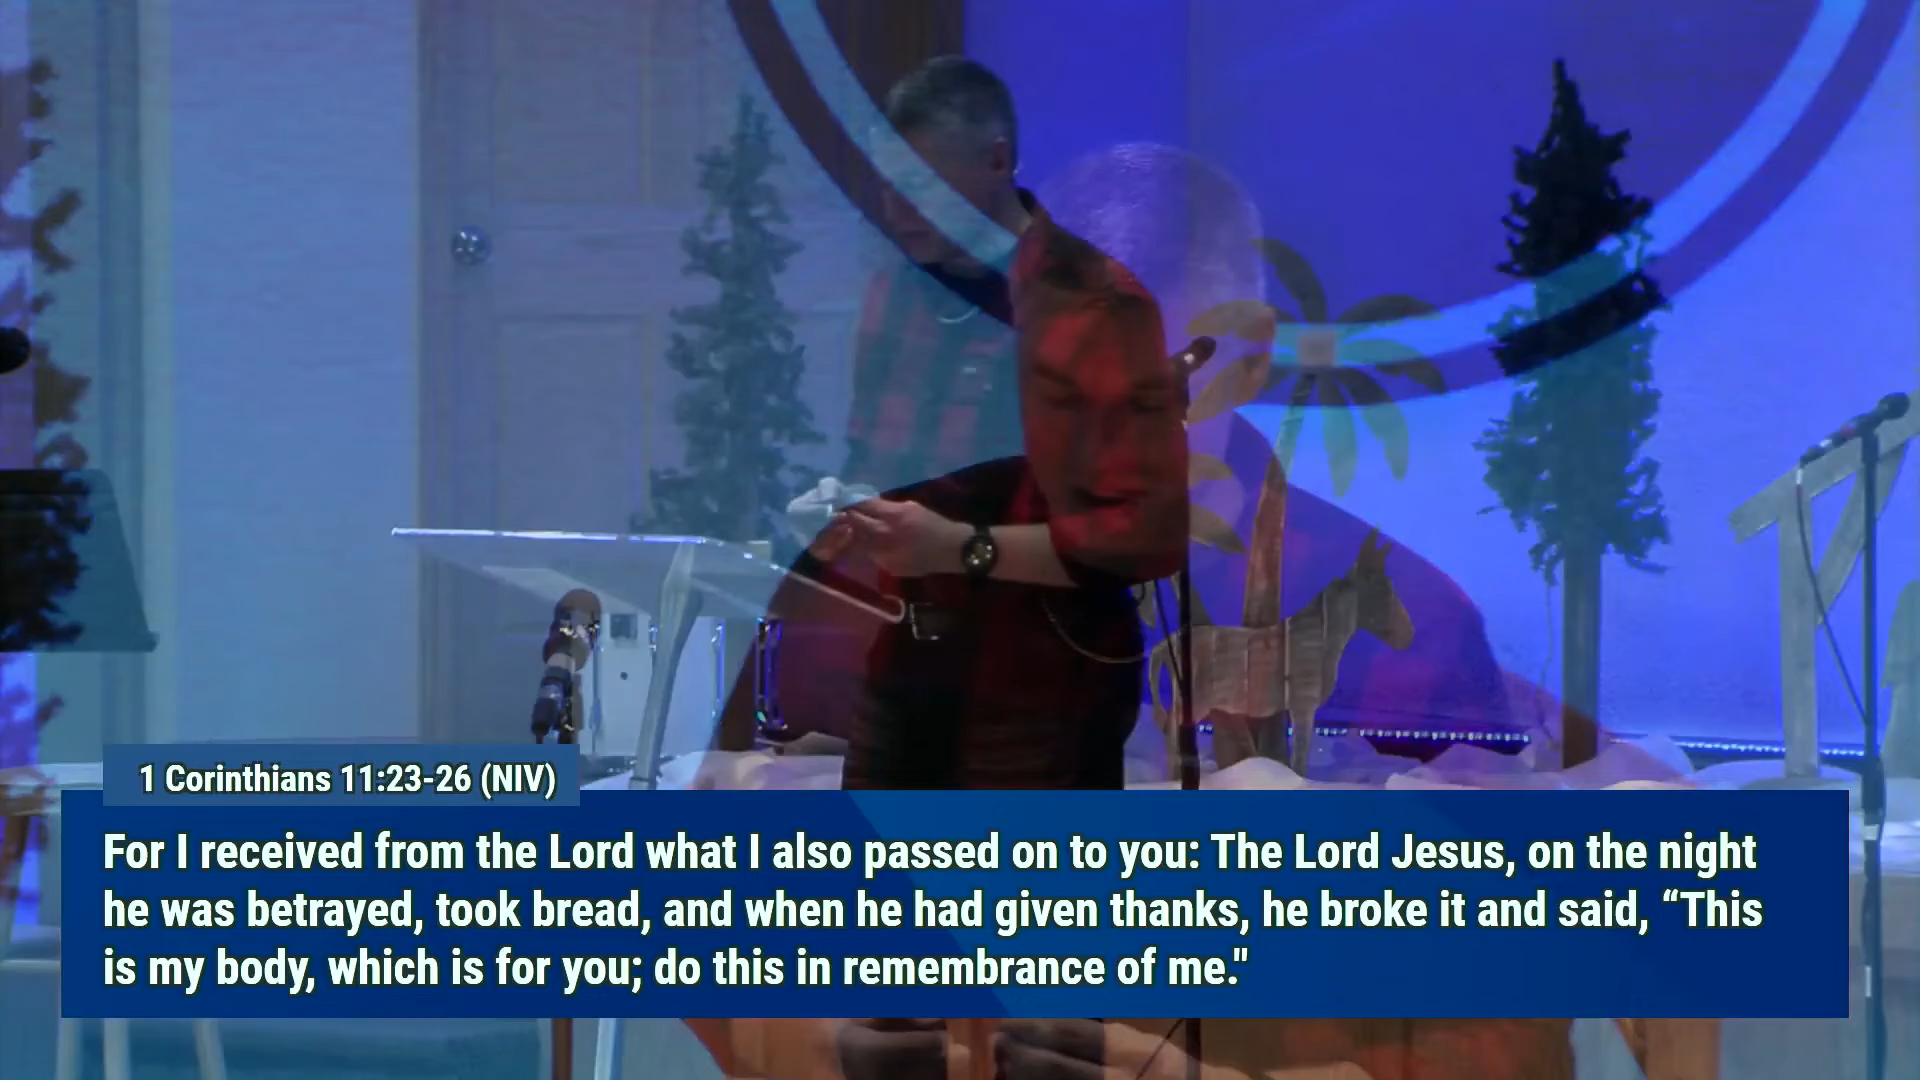 1 Corinthians 11:23-26 (NIV)
For I received from the Lord what I also passed on to you: The Lord Jesus, on the night
he was betrayed, took bread, and when he had given thanks, he broke it and said, “This
is my body, which is for you; do this in remembrance of me."